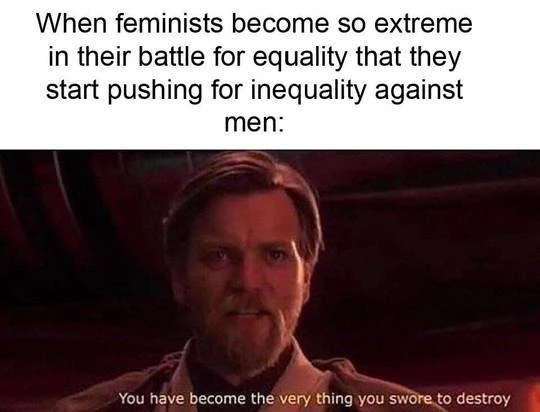 When feminists become so extreme
in their battle for equality that they
start pushing for inequality against
men:
You have become the very thing you swore to destroy